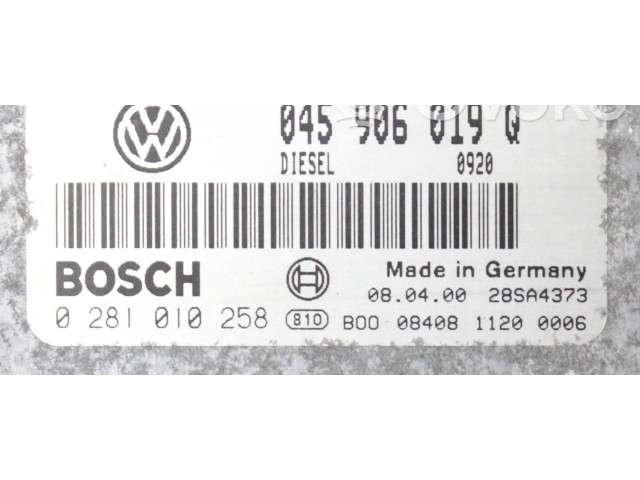 045 906 019 Q
DIESEL 0920
BOSCH
Made in Germany
08.04.00 28SA4373
0 281 010 258 810 B00 08408 1120 0006